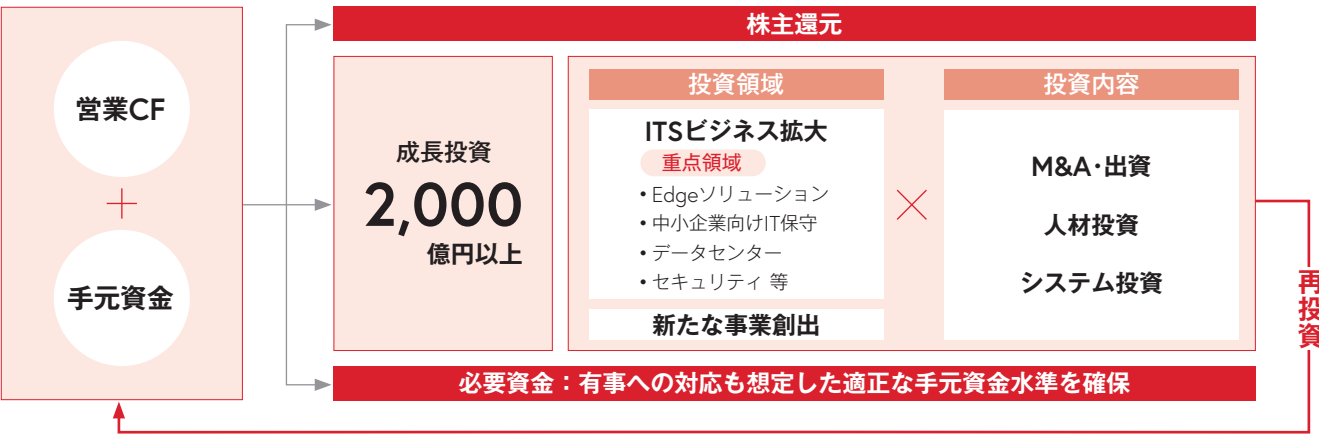 営業CF
+
手元資金
株主還元
成長投資
2,000
億円以上
投資領域
ITSビジネス拡大
重点領域
• Edgeソリューション
• 中小企業向けIT保守
• データセンター
• セキュリティ 等
新たな事業創出
×
投資内容
M&A・出資
人材投資
システム投資
必要資金：有事への対応も想定した適正な手元資金水準を確保
再投資